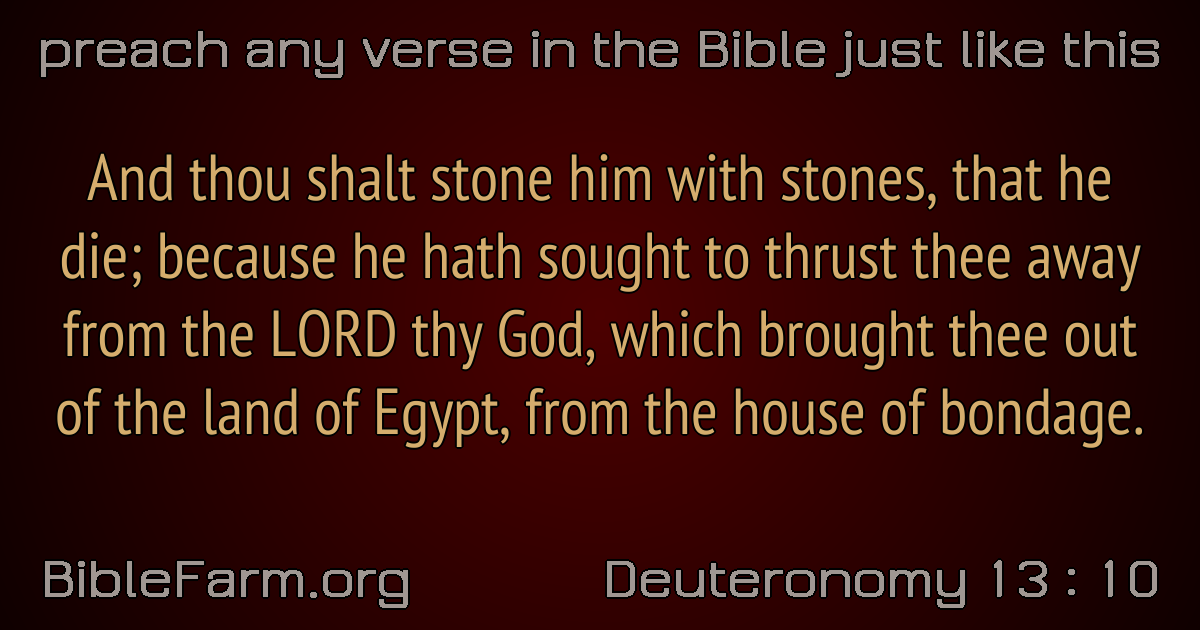 preach any verse in the Bible just like this
And thou shalt stone him with stones, that he
die; because he hath sought to thrust thee away
from the LORD thy God, which brought thee out
of the land of Egypt, from the house of bondage.
BibleFarm.org
Deuteronomy 13 : 10